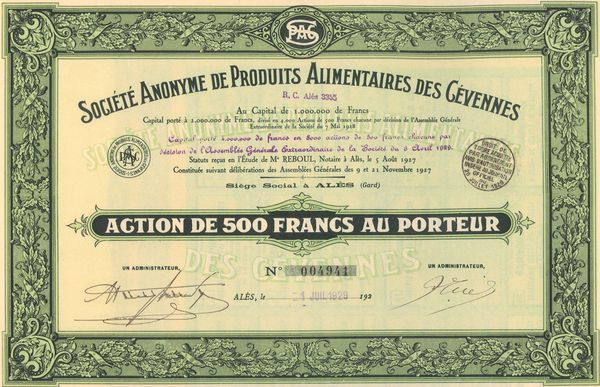 SOCIÉTÉ ANONYME DE PRODUITS ALIMENTAIRES DES CÉVENNES
R. C. Alés 3355
Au Capital de 1.000.000 de Francs
Capital porté à 2.000.000 de Francs, divisé en 4.000 Actions de 500 Francs chacune par décision de l'Assemblée Générale
Extraordinaire de la Société du 7 Mai 1928
Capital porté 4.000.000 de francs en 8000 actions de 500 francs chacune par
décision de l'Assemblée Générale Extraordinaire de la Société du 9 Avril 1929.
Statuts reçus en l'Étude de Me REBOUL, Notaire à Alès, le 5 Août 1927
Constituée suivant délibérations des Assemblées Générales des 9 et 21 Novembre 1927
Siège Social à ALÈS (Gard)
ACTION DE 500 FRANCS AU PORTEUR
DES CÉVENNES
UN ADMINISTRATEUR,
N° 004941
UN ADMINISTRATEUR,
ALÈS, le 1 JUIL 1929 192